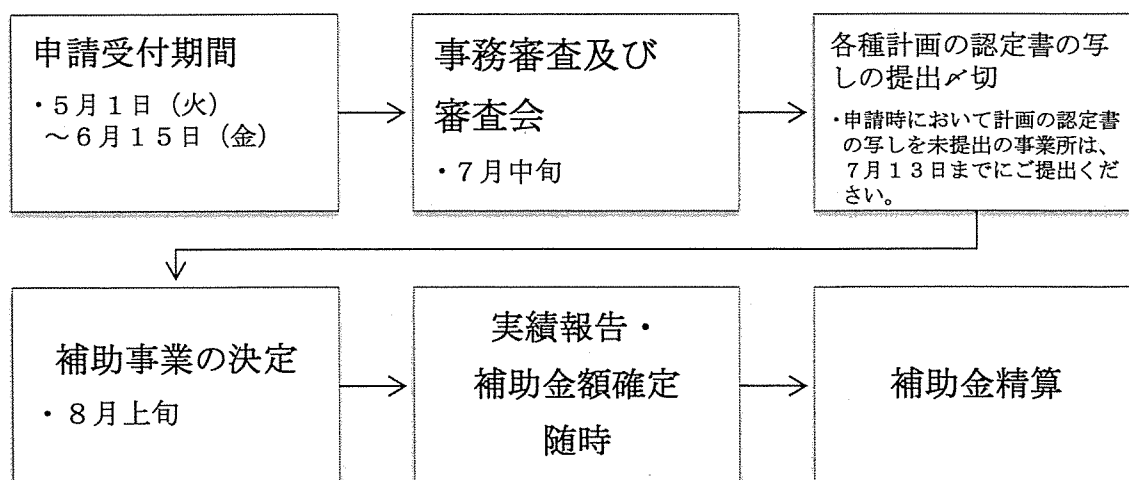 申請受付期間
・５月１日（火）
～６月１５日（金）
事務審査及び
審査会
・７月中旬
各種計画の認定書の写
しの提出〆切
・申請時において計画の認定書
の写しを未提出の事業所は、
７月１３日までにご提出くだ
さい。
補助事業の決定
・８月上旬
実績報告・
補助金額確定
随時
補助金精算